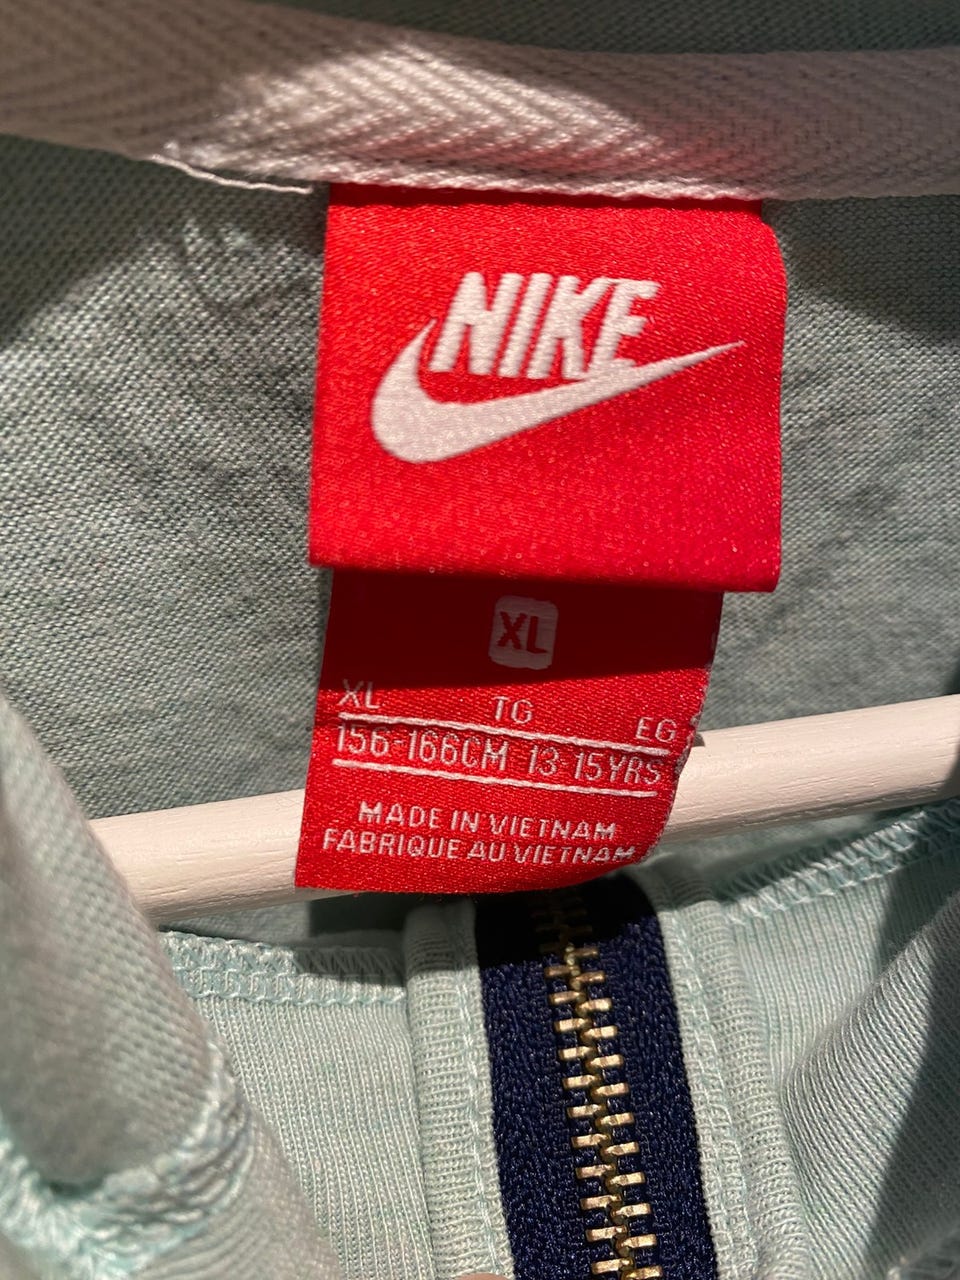 NIKE
XL
XL TG EG
156-166CM 13-15YRS
MADE IN VIETNAM
FABRIQUE AU VIETNAM